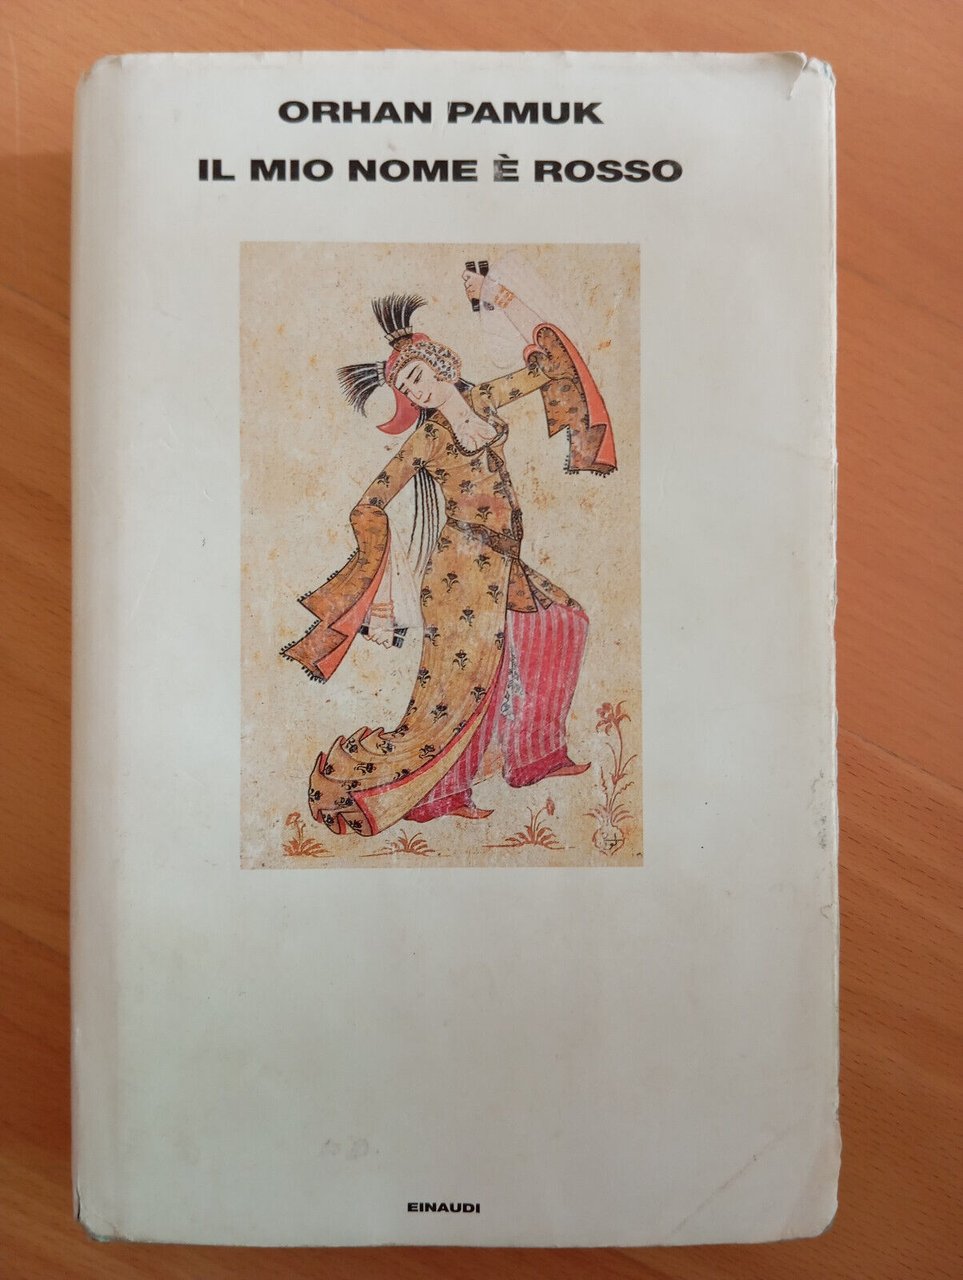 ORHAN PAMUK
IL MIO NOME È ROSSO
EINAUDI